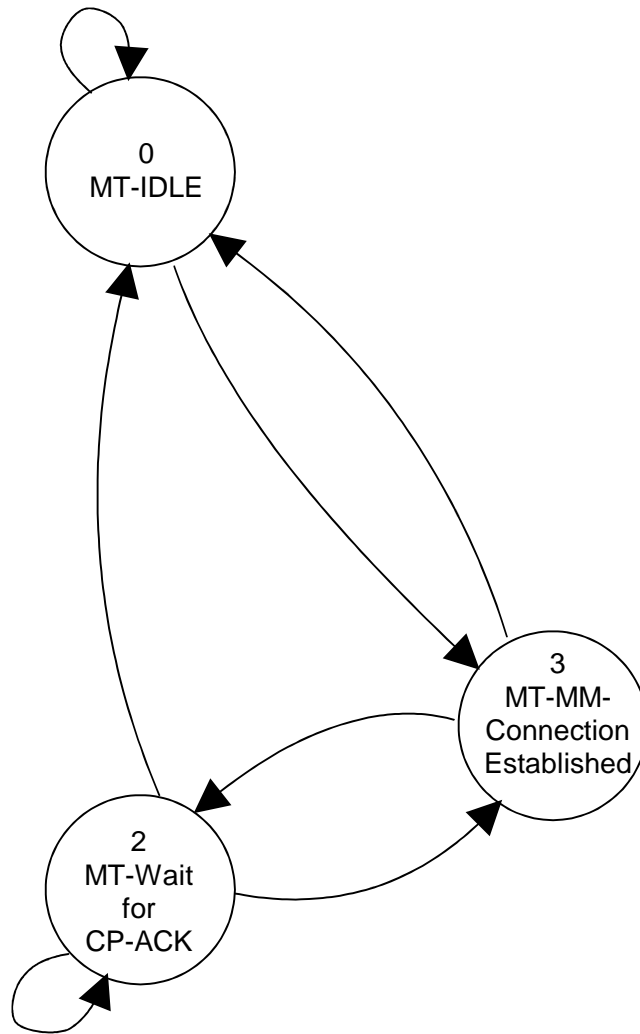 0
MT-IDLE
3
MT-MM-
Connection
Established
2
MT-Wait
for
CP-ACK